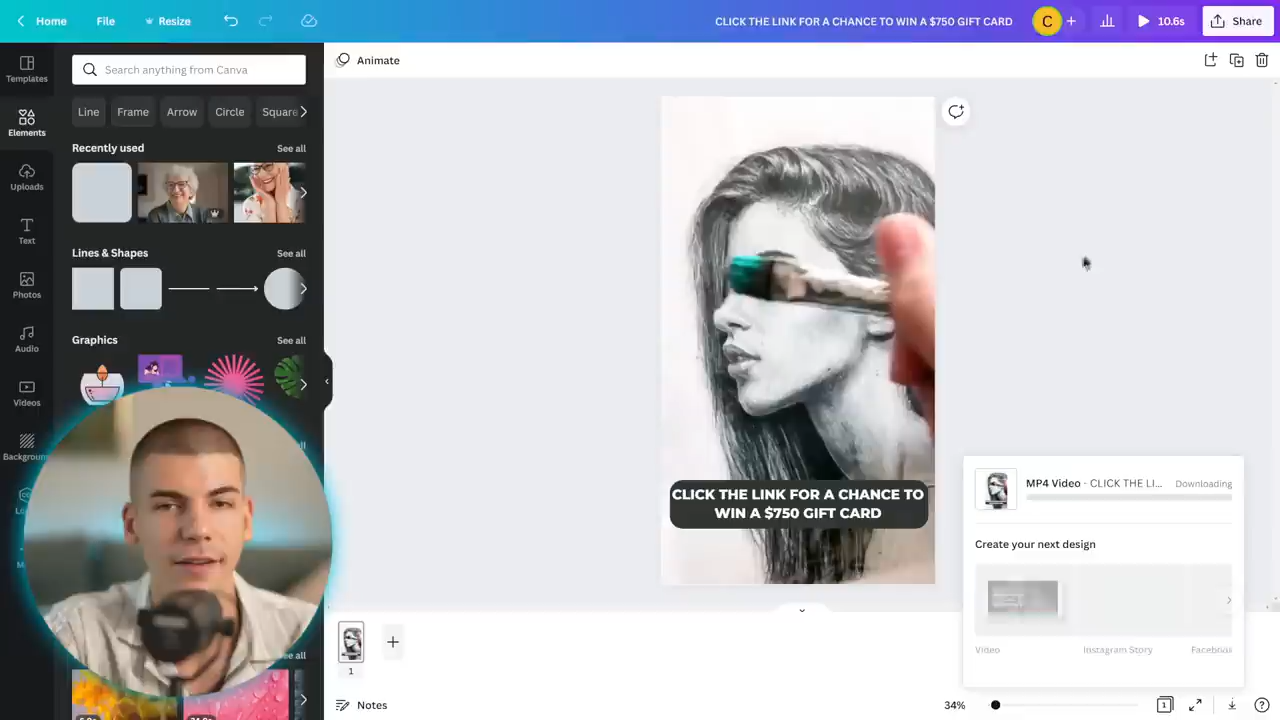 Home
File
Resize
CLICK THE LINK FOR A CHANCE TO WIN A $750 GIFT CARD
C
10.6s
Share
Templates
Elements
Uploads
Text
Photos
Audio
Videos
Search anything from Canva
Line
Frame
Arrow
Circle
Square
Recently used
See all
Lines & Shapes
See all
Graphics
See all
Animate
CLICK THE LINK FOR A CHANCE TO
WIN A $750 GIFT CARD
MP4 Video - CLICK THE LI...
Downloading
Create your next design
Video
Instagram Story
1
Notes
34%
1